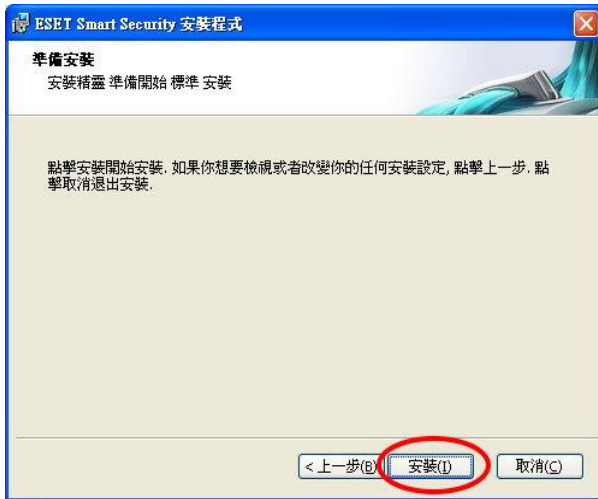 ESET Smart Security 安裝程式
準備安裝
安裝精靈 準備開始 標準 安裝
點擊安裝開始安裝. 如果你想要檢視或者改變你的任何安裝設定, 點擊上一步. 點
擊取消退出安裝.
< 上一步(B) 安裝(I) 取消(C)